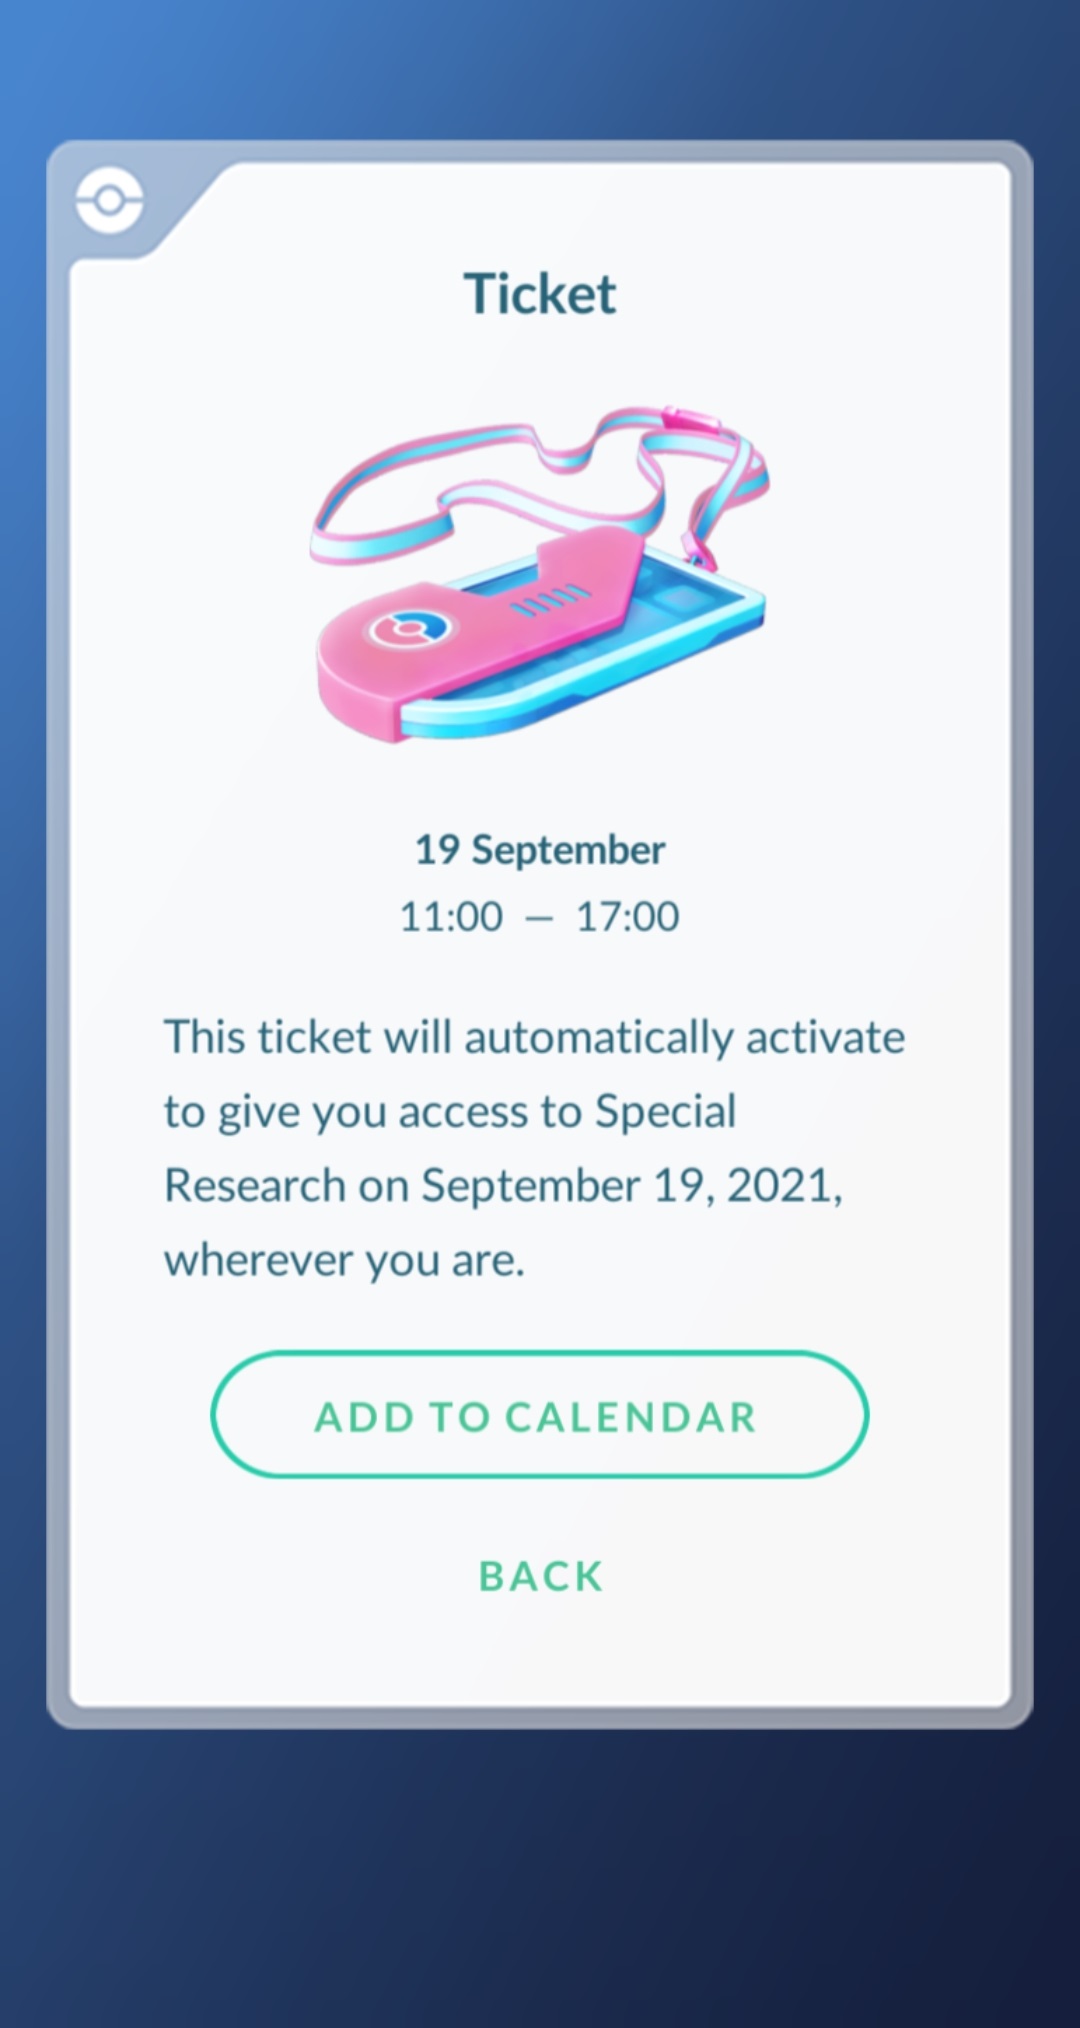 Ticket
19 September
11:00 — 17:00
This ticket will automatically activate
to give you access to Special
Research on September 19, 2021,
wherever you are.
ADD TO CALENDAR
BACK